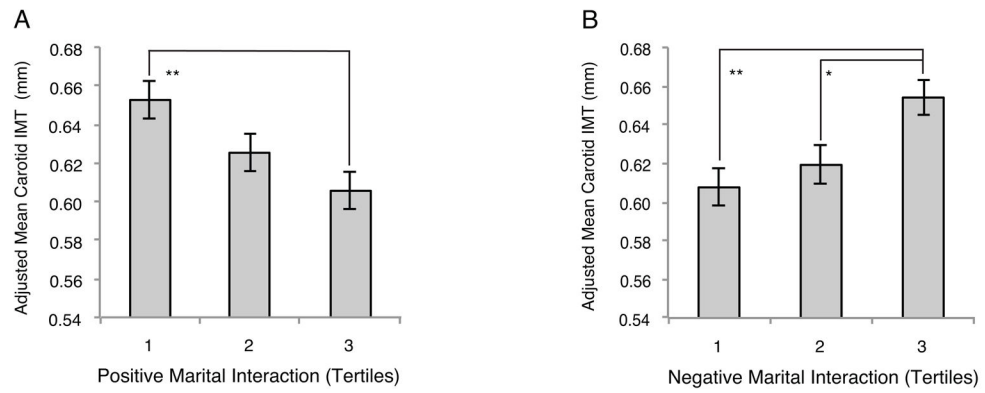 A
Adjusted Mean Carotid IMT (mm)
0.68
0.66
0.64
0.62
0.60
0.58
0.56
0.54
**
1 2 3
Positive Marital Interaction (Tertiles)
B
Adjusted Mean Carotid IMT (mm)
0.68
0.66
0.64
0.62
0.60
0.58
0.56
0.54
** *
1 2 3
Negative Marital Interaction (Tertiles)